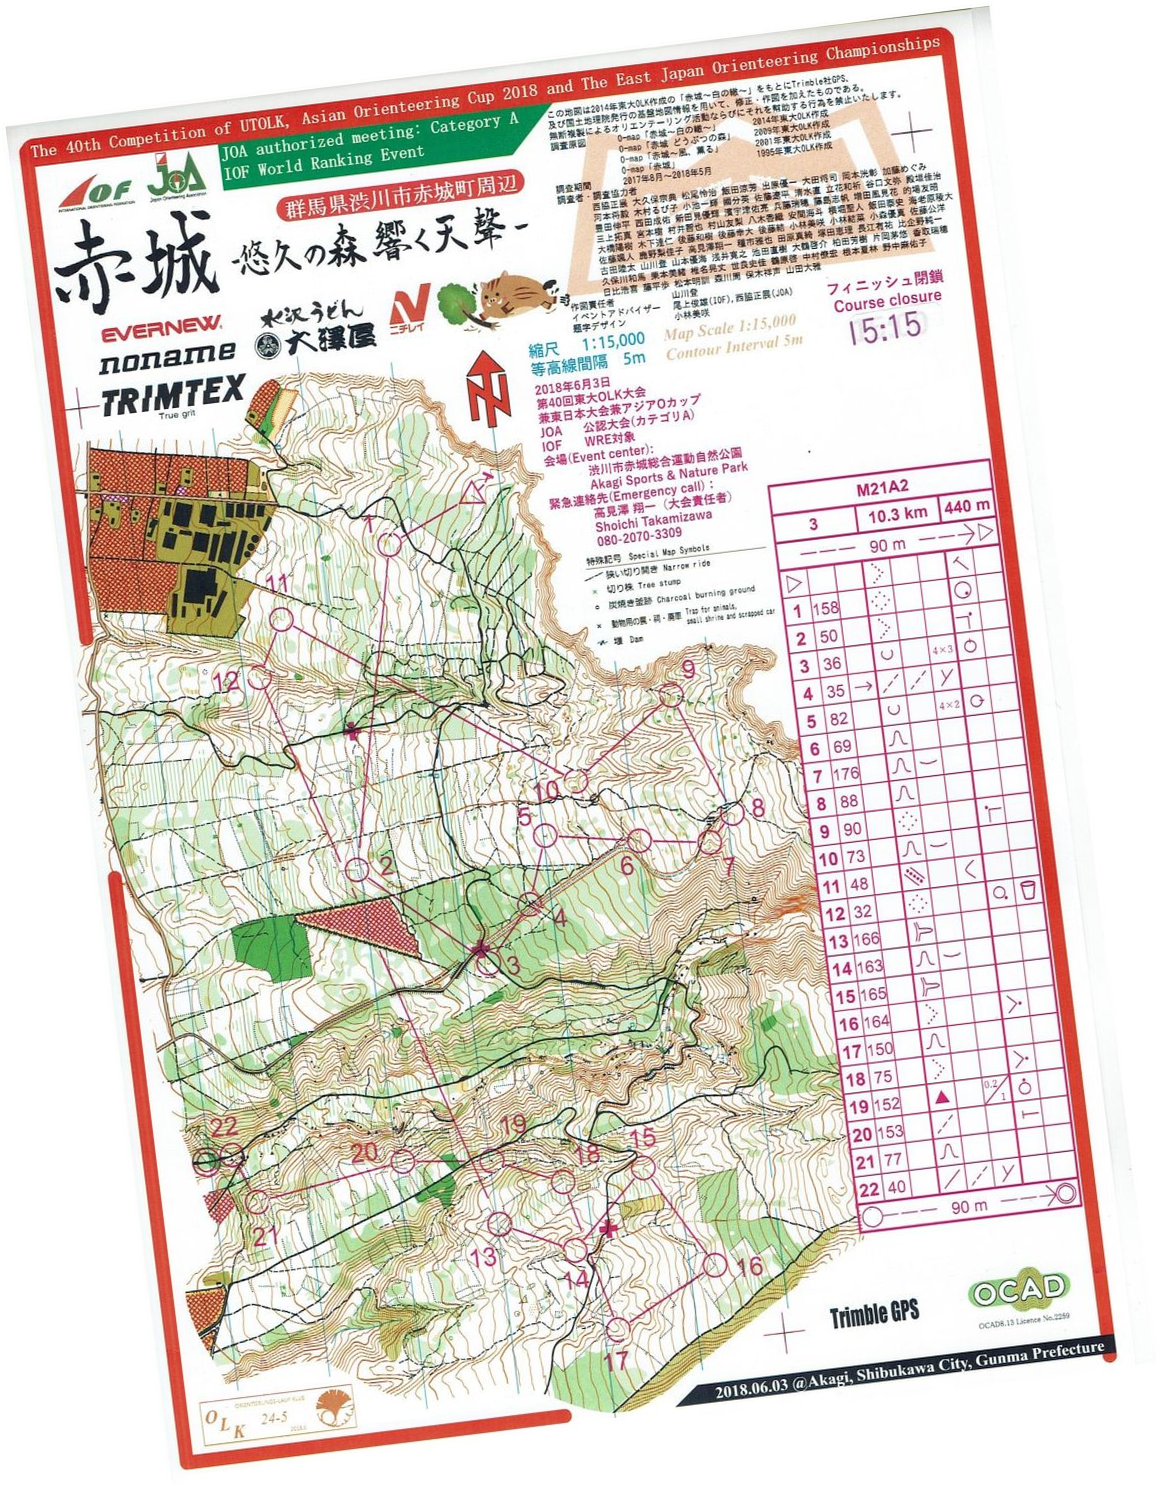 The 40th Competition of UTOLK, Asian Orienteering Cup 2018 and The East Japan Orienteering Championships
JOA authorized meeting: Category A
IOF World Ranking Event
IOF
JOA
群馬県渋川市赤城町周辺
赤城 -悠久の森 響く天聲-
この地図は2014年東大OLK作成の「赤城～白の轍～」をもとにTrimble社GPS、
及び国土地理院発行の基盤地図情報を用いて、修正・作図を加えたものである。
無断複製によるオリエンテーリング活動ならびにそれを幇助する行為を禁止いたします。
調査原図 O-map「赤城～白の轍～」 2014年東大OLK作成
O-map「赤城 どうぶつの森」 2009年東大OLK作成
O-map「赤城～風、薫る」 2001年東大OLK作成
O-map「赤城」 1995年東大OLK作成
調査期間 2017年8月～2018年5月
調査者・調査協力者
作図責任者 山川登
イベントアドバイザー 尾上俊雄(IOF),西脇正展(JOA)
題字デザイン 小林美咲
EVERNEW.
noname
TRIMTEX
True grit
水沢うどん
大澤屋
ニチレイ
フィニッシュ閉鎖
Course closure
15:15
縮尺 1:15,000
等高線間隔 5m
Map Scale 1:15,000
Contour Interval 5m
2018年6月3日
第40回東大OLK大会
兼東日本大会兼アジアOカップ
JOA 公認大会(カテゴリA)
IOF WRE対象
会場(Event center):
渋川市赤城総合運動自然公園
Akagi Sports & Nature Park
緊急連絡先(Emergency call):
高見澤 翔一 (大会責任者)
Shoichi Takamizawa
080-2070-3309
特殊記号 Special Map Symbols
狭い切り開き Narrow ride
切り株 Tree stump
炭焼き釜跡 Charcoal burning ground
動物用の罠・祠・廃車 Trap for animals, small shrine and scrapped car
堰 Dam
M21A2
3 10.3 km 440 m
90 m
1 158
2 50
3 36 4×3
4 35
5 82 4×2
6 69
7 176
8 88
9 90
10 73
11 48
12 32
13 166
14 163
15 165
16 164
17 150
18 75
19 152 0.2/1
20 153
21 77
22 40
90 m
1
11
12
9
10
5
8
6
7
2
4
3
22
20
19
18
15
21
13
14
16
17
Trimble GPS
OCAD
OCAD8.13 Licence No.2259
2018.06.03 @Akagi, Shibukawa City, Gunma Prefecture
OLK 24-5